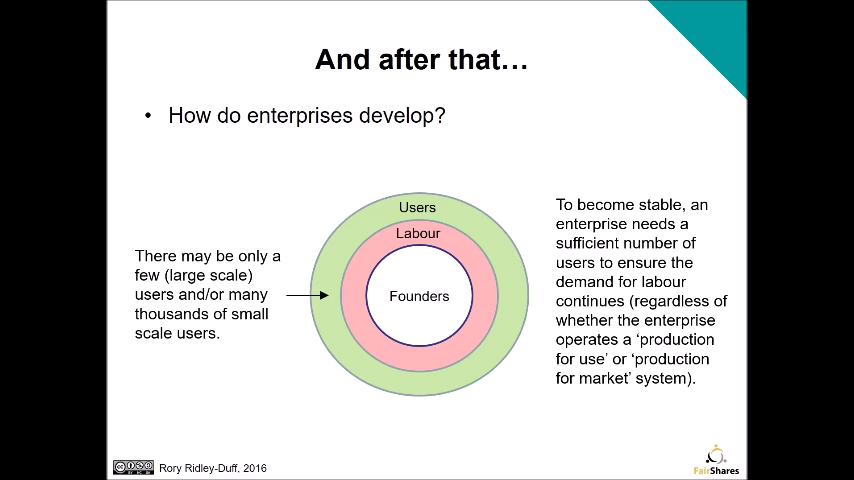 And after that…
• How do enterprises develop?
There may be only a
few (large scale)
users and/or many
thousands of small
scale users.
Users
Labour
Founders
To become stable, an
enterprise needs a
sufficient number of
users to ensure the
demand for labour
continues (regardless of
whether the enterprise
operates a ‘production
for use’ or ‘production
for market’ system).
Rory Ridley-Duff, 2016
FairShares